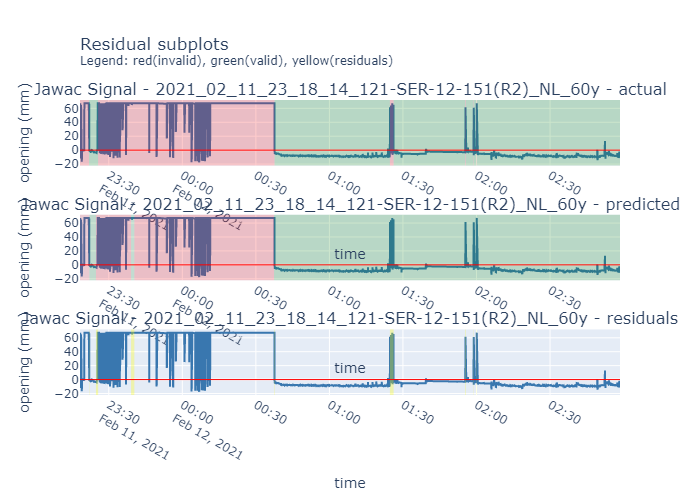 Residual subplots
Legend: red(invalid), green(valid), yellow(residuals)
Jawac Signal - 2021_02_11_23_18_14_121-SER-12-151(R2)_NL_60y - actual
opening (mm)
60
40
20
0
−20
23:30
Feb 11, 2021
00:00
Feb 12, 2021
00:30
01:00
01:30
02:00
02:30
time
Jawac Signal - 2021_02_11_23_18_14_121-SER-12-151(R2)_NL_60y - predicted
opening (mm)
60
40
20
0
−20
23:30
Feb 11, 2021
00:00
Feb 12, 2021
00:30
01:00
01:30
02:00
02:30
time
Jawac Signal - 2021_02_11_23_18_14_121-SER-12-151(R2)_NL_60y - residuals
opening (mm)
60
40
20
0
−20
23:30
Feb 11, 2021
00:00
Feb 12, 2021
00:30
01:00
01:30
02:00
02:30
time